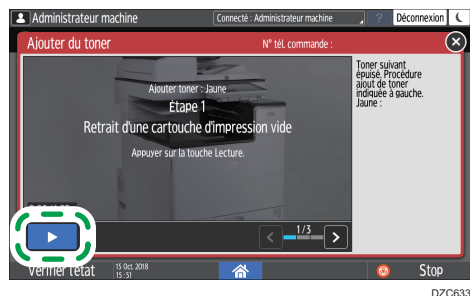 Administrateur machine
Connecté : Administrateur machine
?
Déconnexion
Ajouter du toner
N° tél. commande :
Ajouter toner : Jaune
Étape 1
Retrait d'une cartouche d'impression vide
Appuyer sur la touche Lecture.
Toner suivant
épuisé. Procédure
ajout de toner
indiquée à gauche.
Jaune :
1/3
Vérifier l'état
15 Oct. 2018
15 : 51
Stop
DZC633